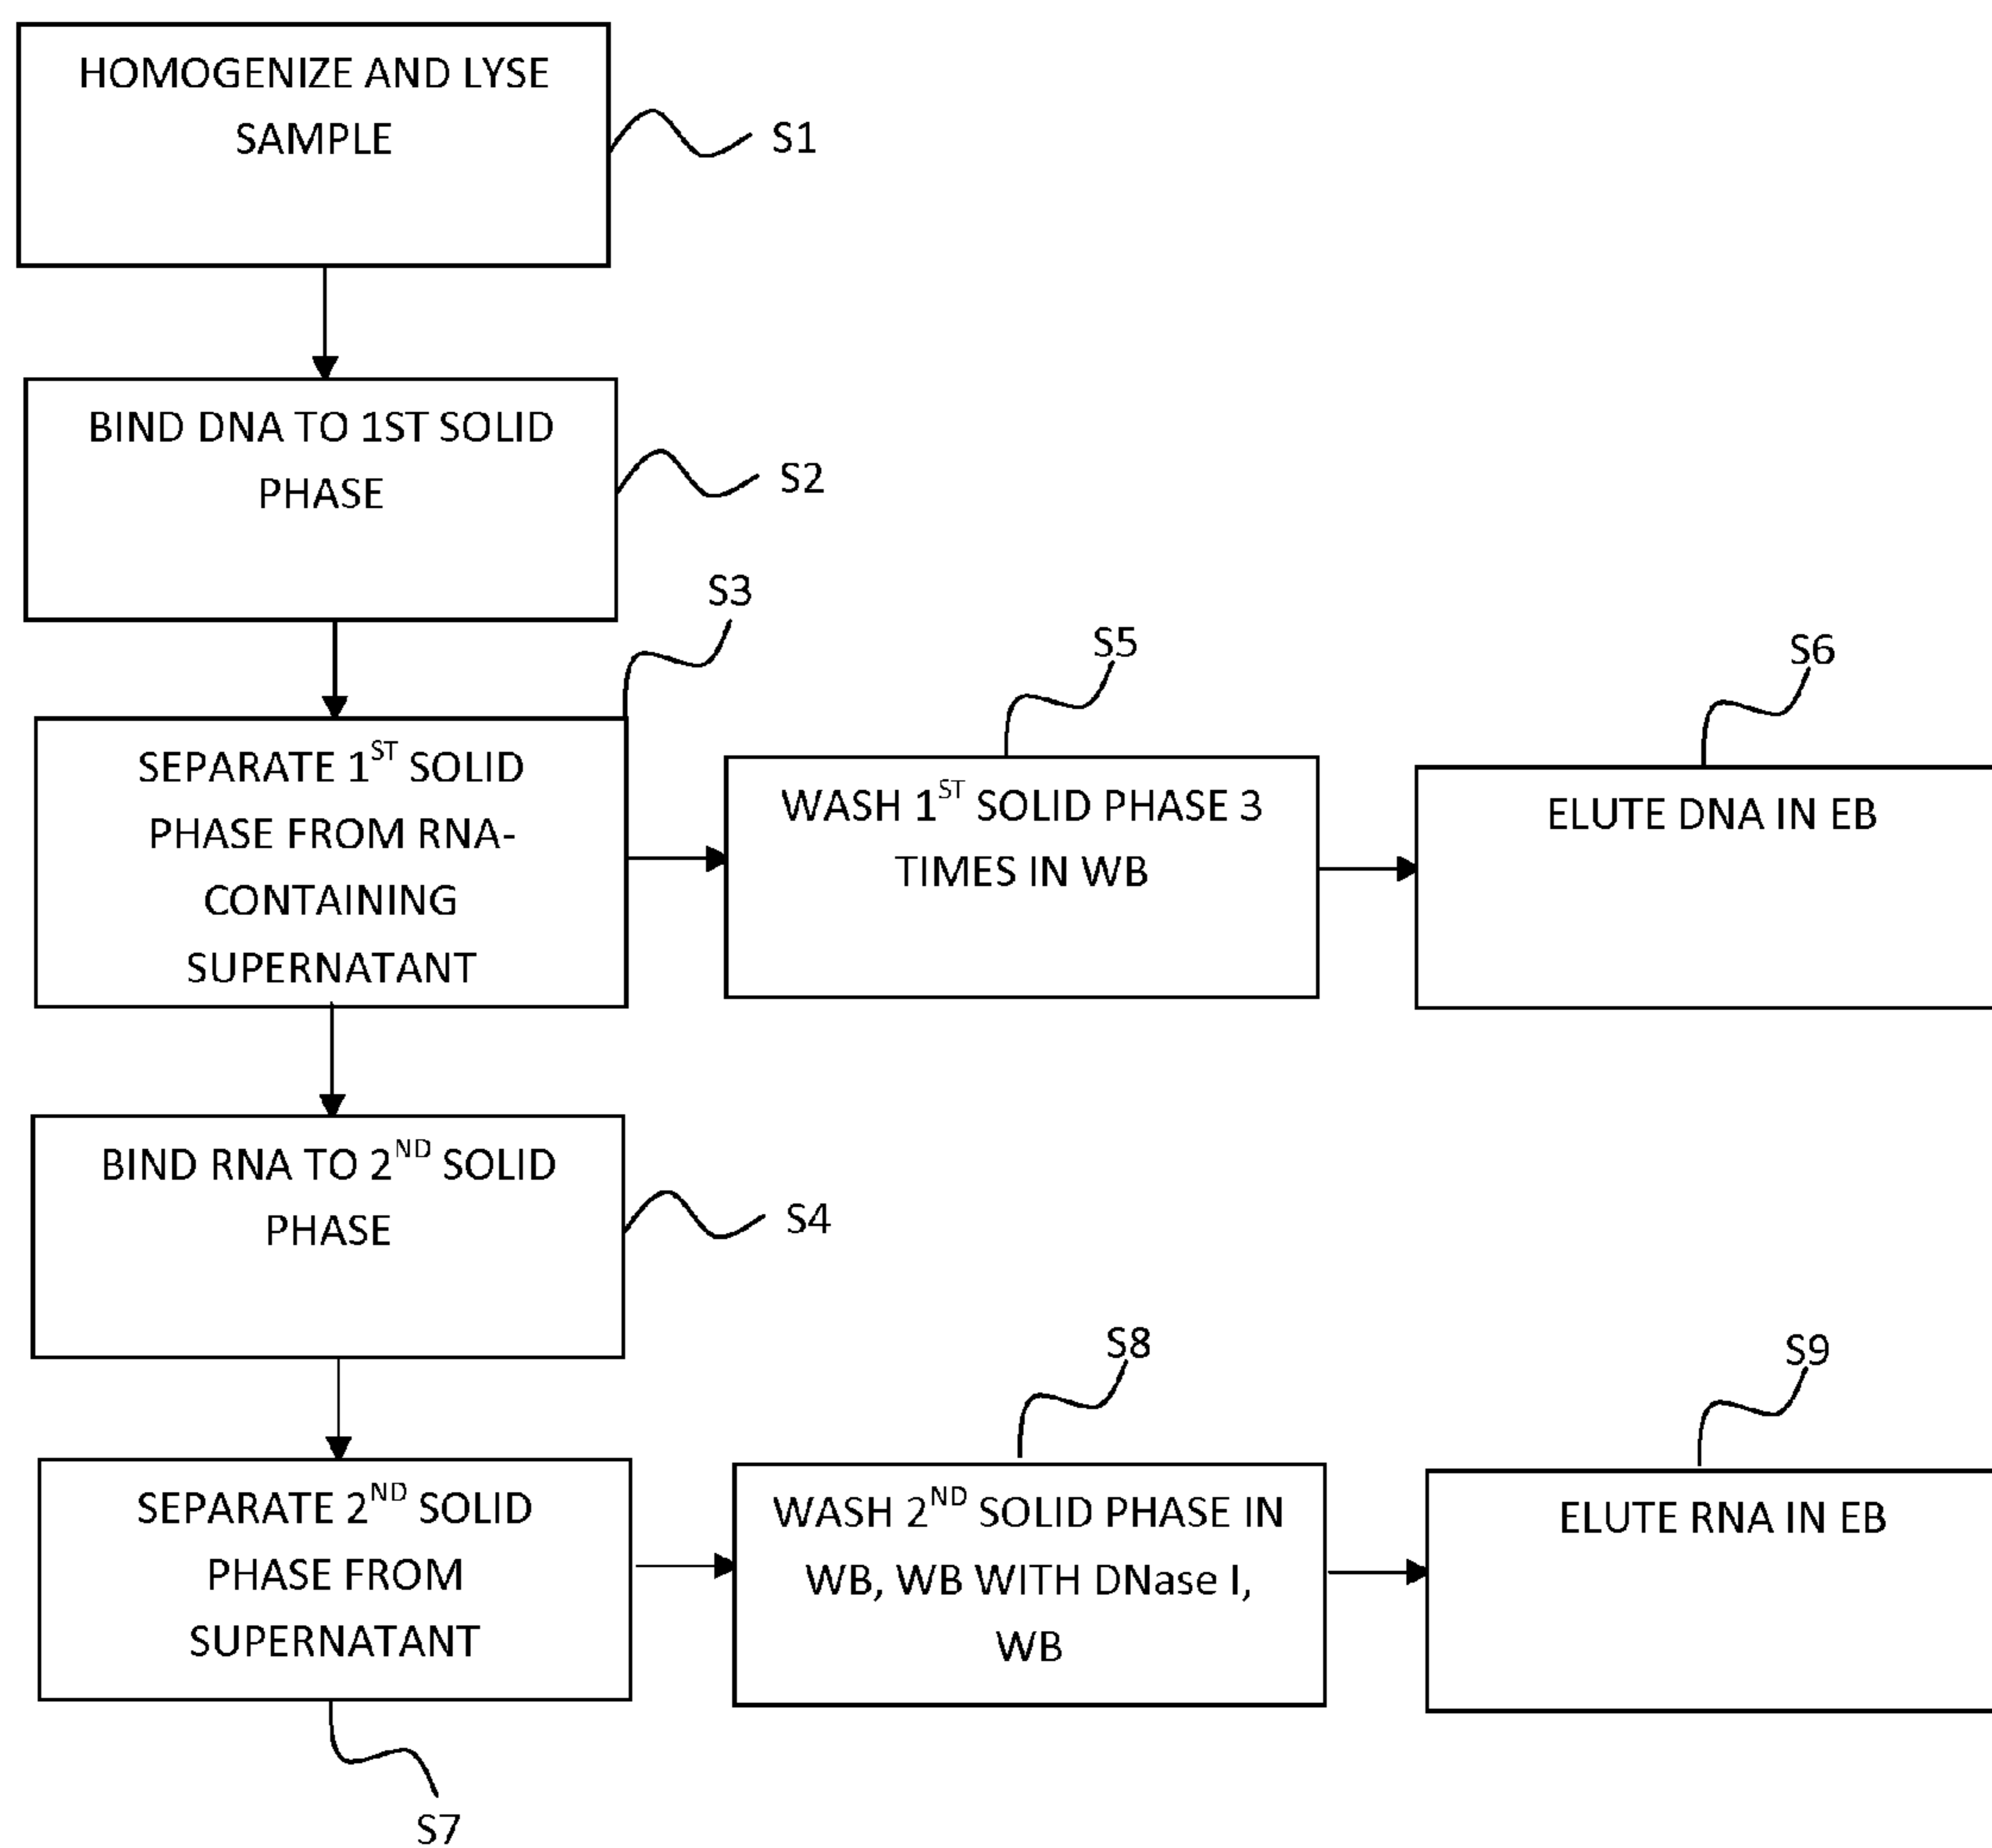 HOMOGENIZE AND LYSE
SAMPLE
S1
BIND DNA TO 1ST SOLID
PHASE
S2
S3
SEPARATE 1ST SOLID
PHASE FROM RNA-
CONTAINING
SUPERNATANT
S5
WASH 1ST SOLID PHASE 3
TIMES IN WB
S6
ELUTE DNA IN EB
BIND RNA TO 2ND SOLID
PHASE
S4
SEPARATE 2ND SOLID
PHASE FROM
SUPERNATANT
S7
S8
WASH 2ND SOLID PHASE IN
WB, WB WITH DNase I,
WB
S9
ELUTE RNA IN EB